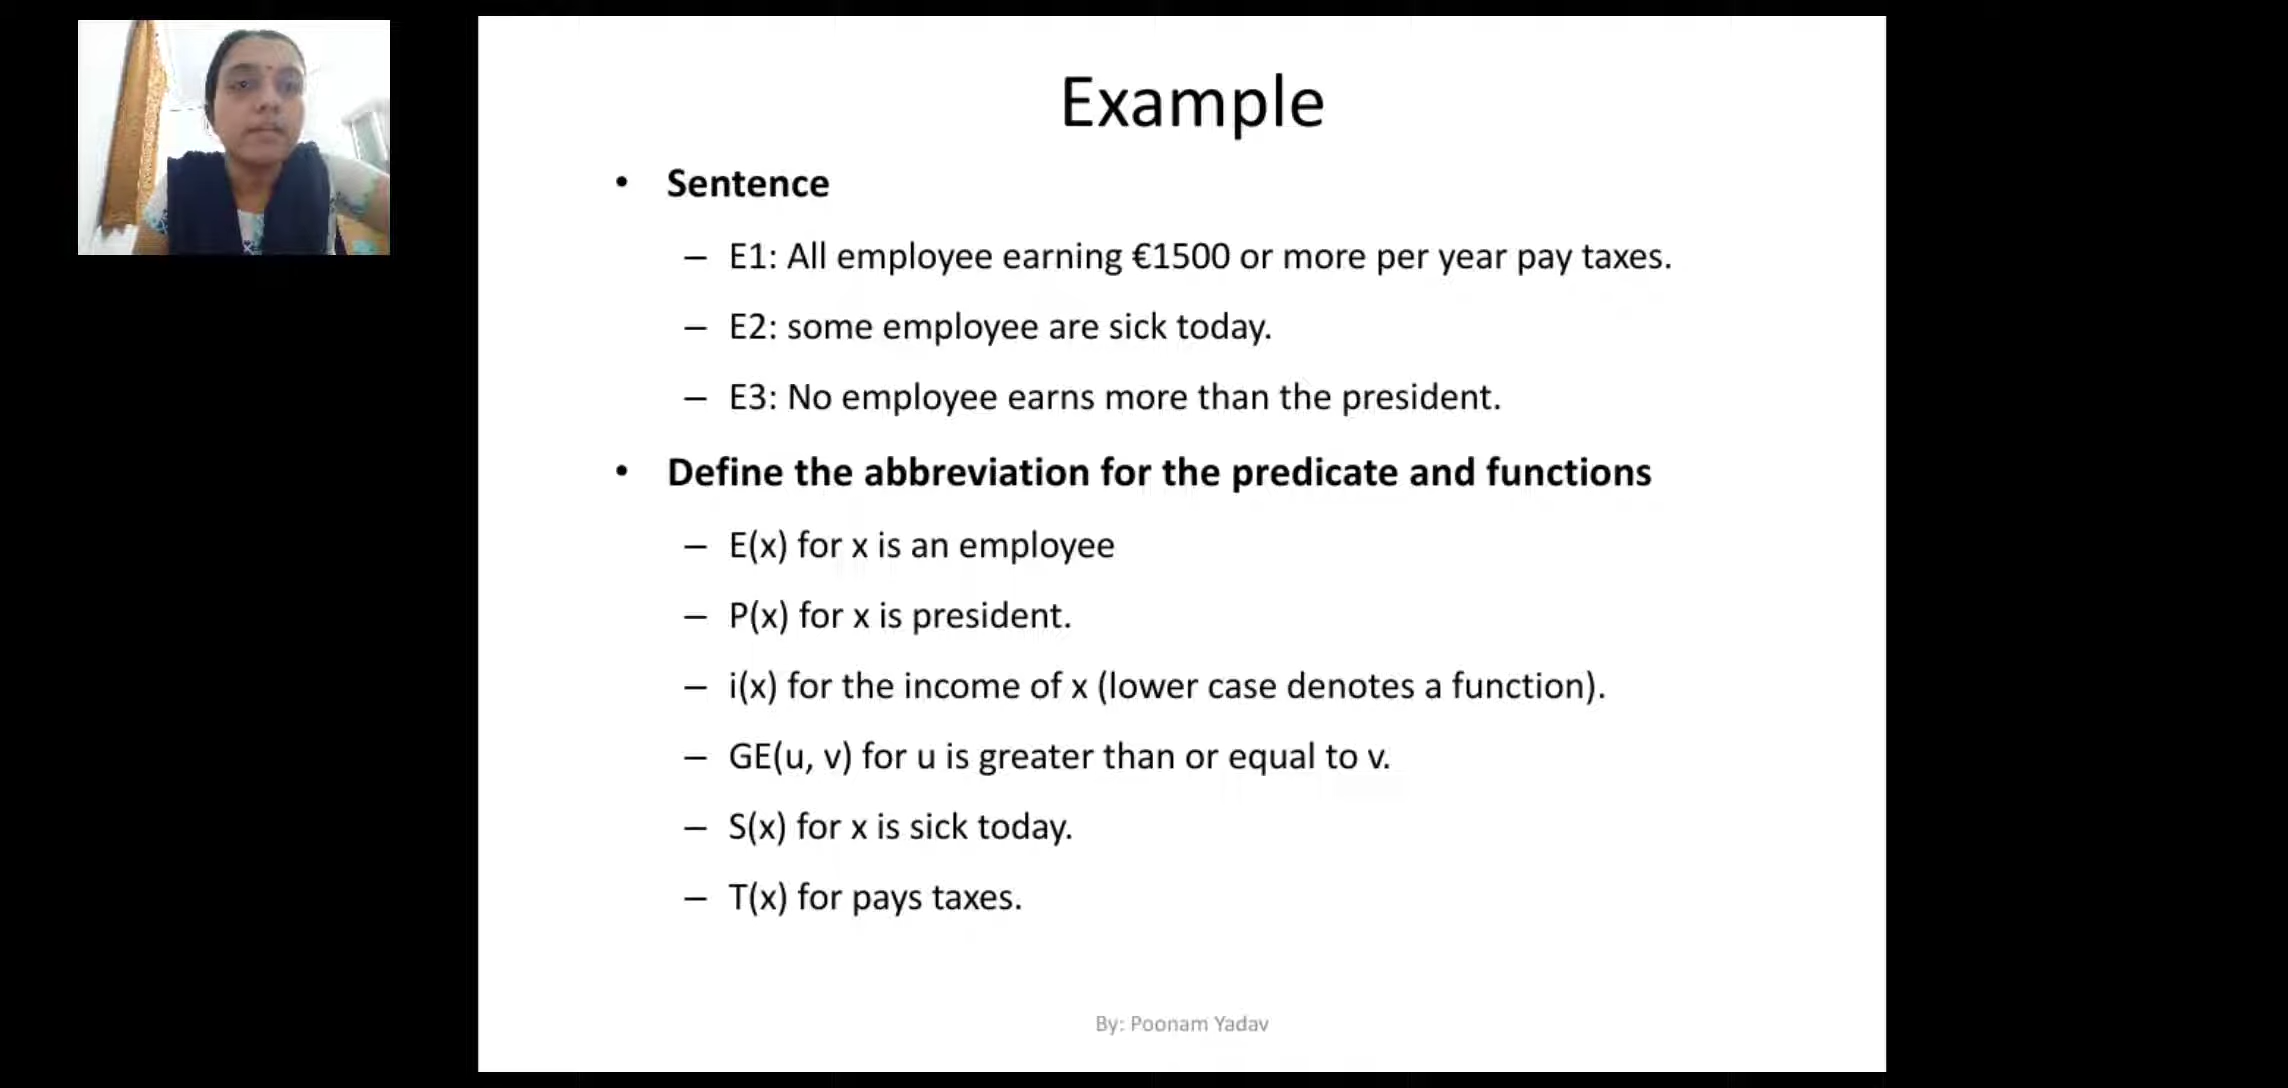 Example
• Sentence
– E1: All employee earning €1500 or more per year pay taxes.
– E2: some employee are sick today.
– E3: No employee earns more than the president.
• Define the abbreviation for the predicate and functions
– E(x) for x is an employee
– P(x) for x is president.
– i(x) for the income of x (lower case denotes a function).
– GE(u, v) for u is greater than or equal to v.
– S(x) for x is sick today.
– T(x) for pays taxes.
By: Poonam Yadav